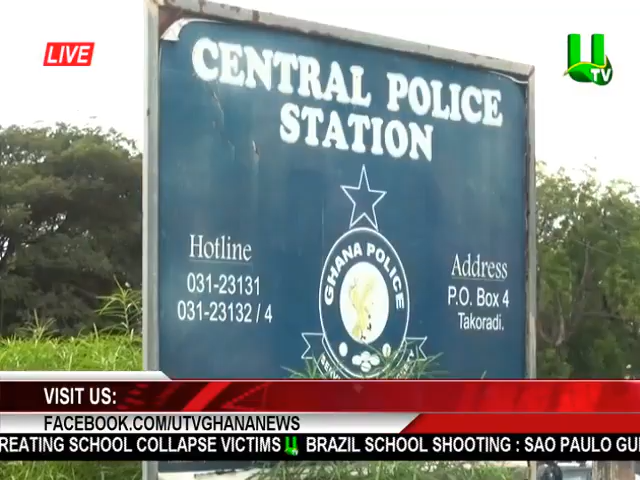 LIVE
U
TV
CENTRAL POLICE
STATION
Hotline
031-23131
031-23132 / 4
GHANA POLICE
Address
P.O. Box 4
Takoradi.
VISIT US:
FACEBOOK.COM/UTVGHANANEWS
REATING SCHOOL COLLAPSE VICTIMS U BRAZIL SCHOOL SHOOTING : SAO PAULO GU